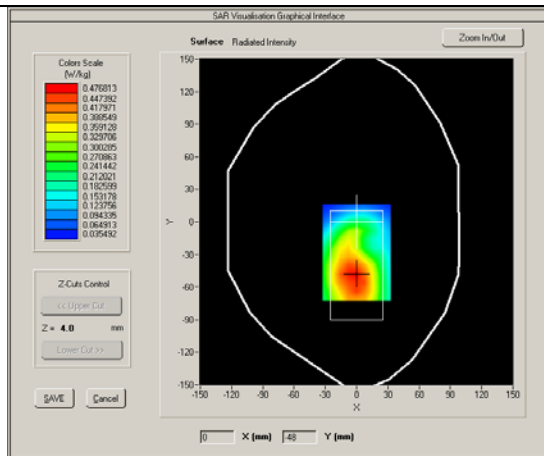 SAR Visualisation Graphical Interface
Surface Radiated Intensity
Zoom In/Out
Colors Scale
(W/kg)
0.476813
0.447392
0.417971
0.388549
0.359128
0.329706
0.300285
0.270863
0.241442
0.212021
0.182599
0.153178
0.123756
0.094335
0.064913
0.035492
Z-Cuts Control
<< Upper Cut
Z = 4.0 mm
Lower Cut >>
SAVE Cancel
150
120
90
60
30
0
-30
-60
-90
-120
-150
Y
-150 -120 -90 -60 -30 0 30 60 90 120 150
X
0 X (mm) -48 Y (mm)